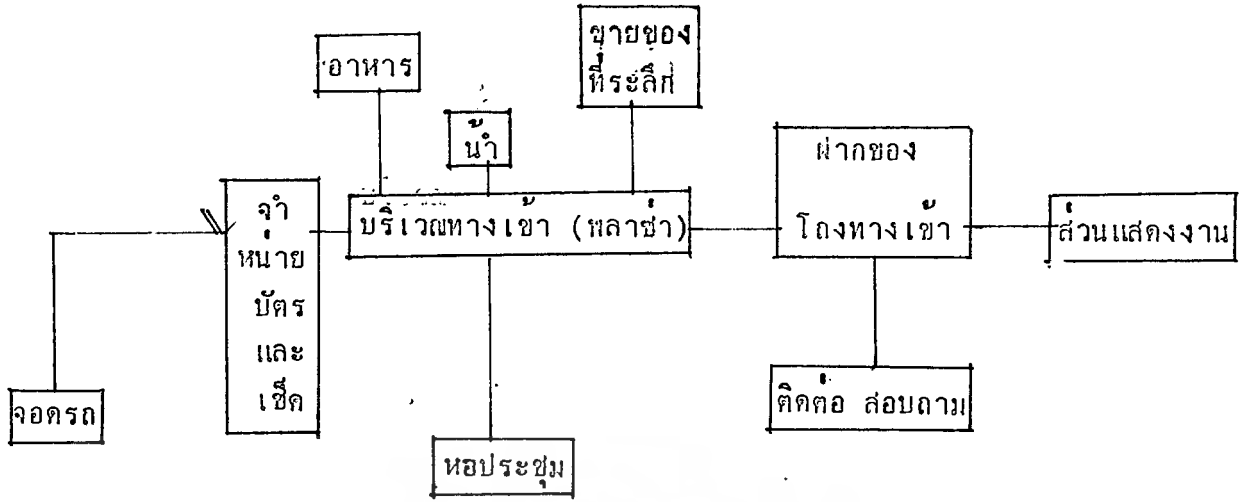 ขายของ
ที่ระลึก
อาหาร
น้ำ
ฝากของ
โถงทางเข้า
จำ
หน่าย
บัตร
และ
เช็ค
บริเวณทางเข้า (พลาซ่า)
ส่วนแสดงงาน
จอดรถ
ติดต่อ สอบถาม
หอประชุม